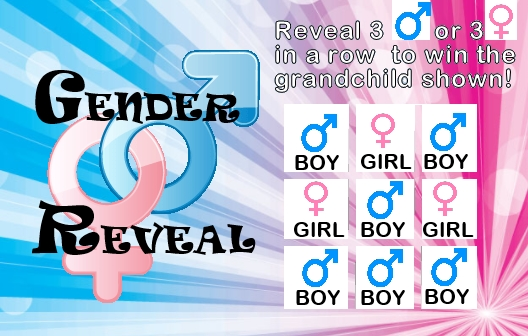 Gender
Reveal
Reveal 3 or 3
in a row to win the
grandchild shown!
BOY GIRL BOY
GIRL BOY GIRL
BOY BOY BOY